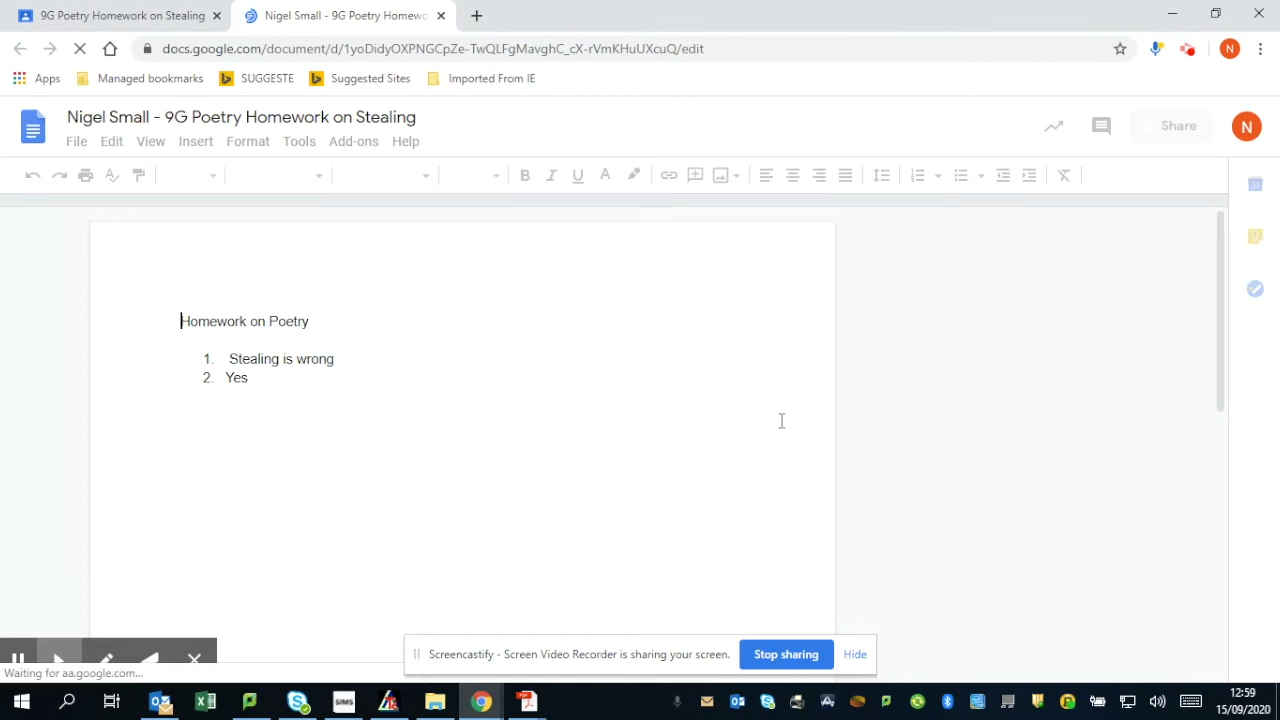 9G Poetry Homework on Stealing
Nigel Small - 9G Poetry Homewo
docs.google.com/document/d/1yoDidyOXPNGCpZe-TwQLFgMavghC_cX-rVmKHuUXcuQ/edit
N
Apps
Managed bookmarks
SUGGESTE
Suggested Sites
Imported From IE
Nigel Small - 9G Poetry Homework on Stealing
File Edit View Insert Format Tools Add-ons Help
Share
N
Homework on Poetry
1. Stealing is wrong
2. Yes
Screencastify - Screen Video Recorder is sharing your screen.
Stop sharing
Hide
Waiting for aa.google.com...
SIMS
12:59
15/09/2020